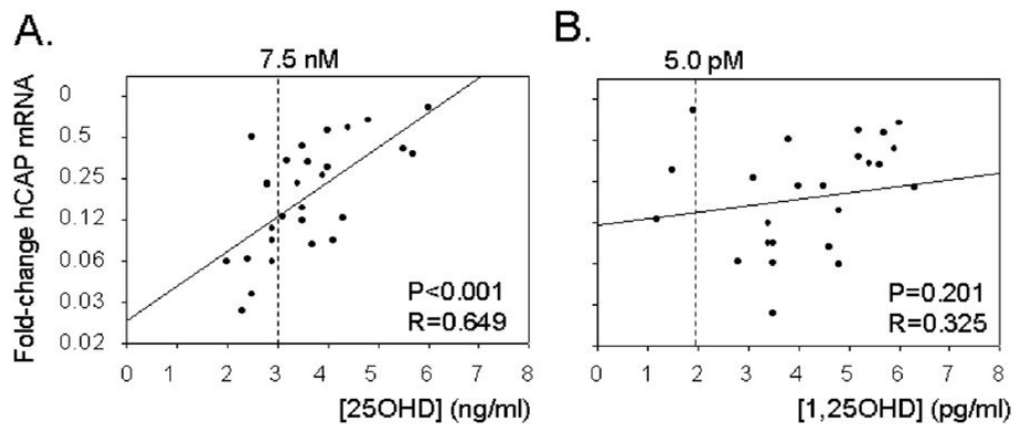 A.
7.5 nM
Fold-change hCAP mRNA
0
0.5
0.25
0.12
0.06
0.03
0.02
P<0.001
R=0.649
0 1 2 3 4 5 6 7 8
[25OHD] (ng/ml)
B.
5.0 pM
P=0.201
R=0.325
0 1 2 3 4 5 6 7 8
[1,25OHD] (pg/ml)